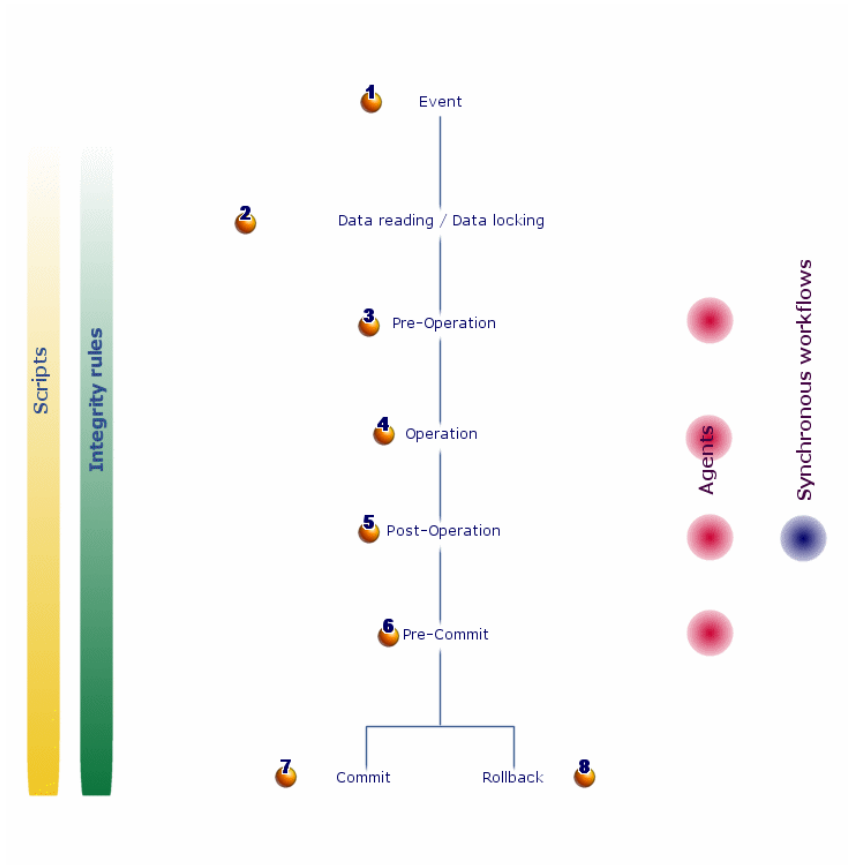 1
Event
2
Data reading / Data locking
3
Pre-Operation
4
Operation
5
Post-Operation
6
Pre-Commit
7
Commit
Rollback
8
Scripts
Integrity rules
Agents
Synchronous workflows